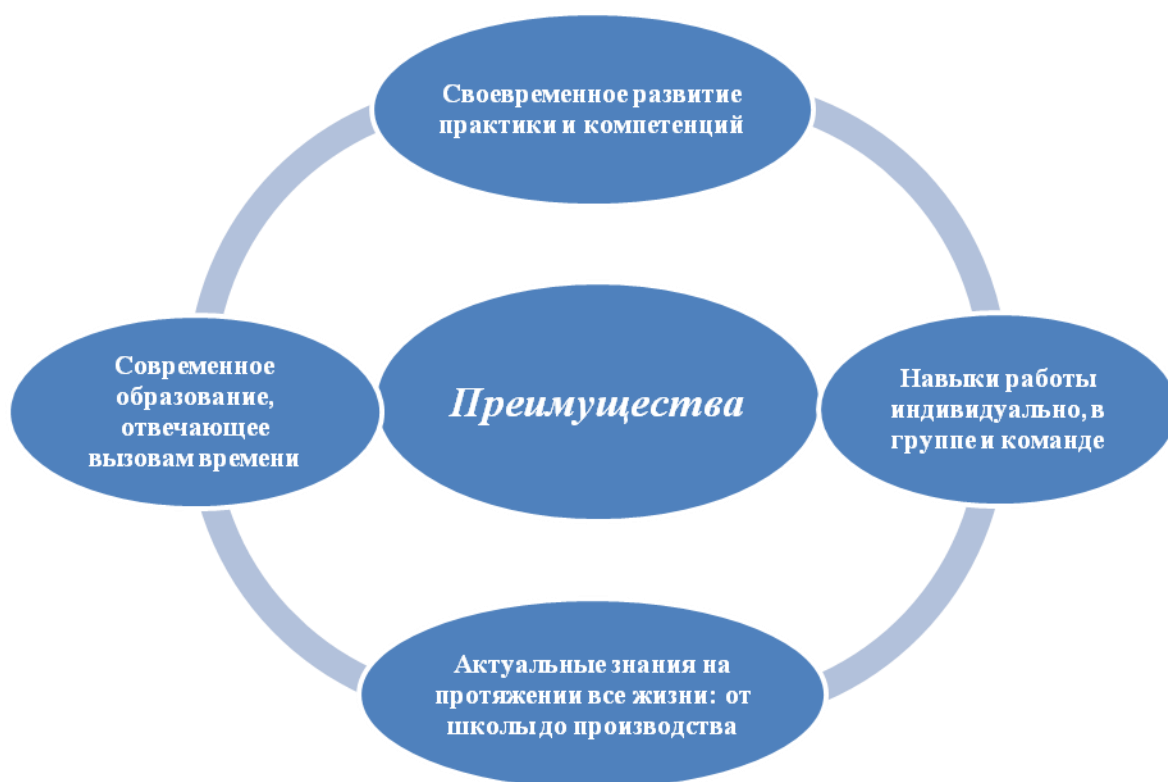 Своевременное развитие
практики и компетенций
Современное
образование,
отвечающее
вызовам времени
Преимущества
Навыки работы
индивидуально, в
группе и команде
Актуальные знания на
протяжении все жизни: от
школы до производства